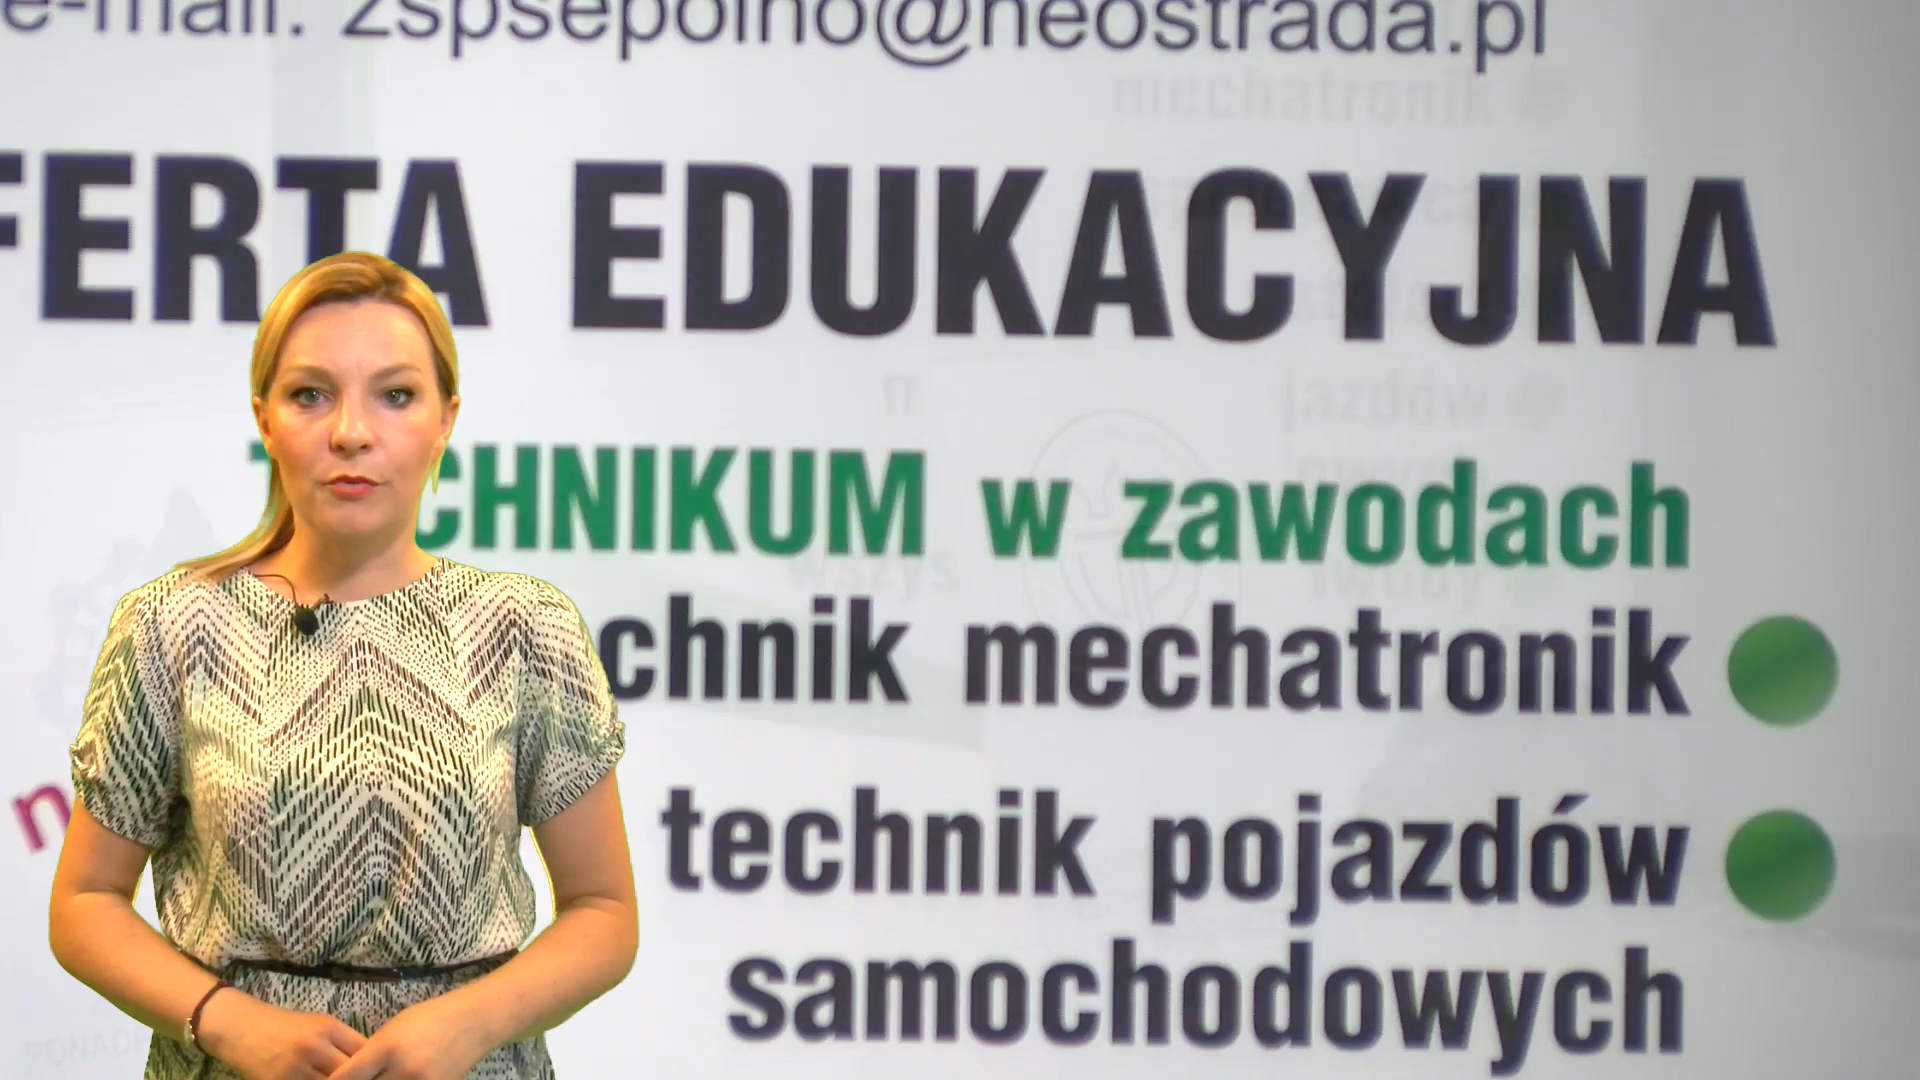 e-mail: zspsepolno@neostrada.pl
FERTA EDUKACYJNA
CHNIKUM w zawodach
chnik mechatronik
technik pojazdów
samochodowych